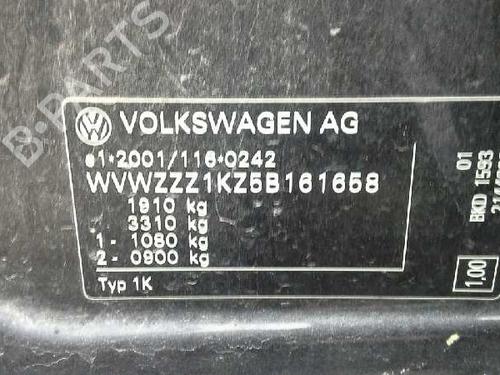 B-PARTS
VOLKSWAGEN AG
e1*2001/116*0242
WVWZZZ1KZ5B161658
1910 kg
3310 kg
1 - 1080 kg
2 - 0900 kg
Typ 1K
01
BKD 1593
1.00